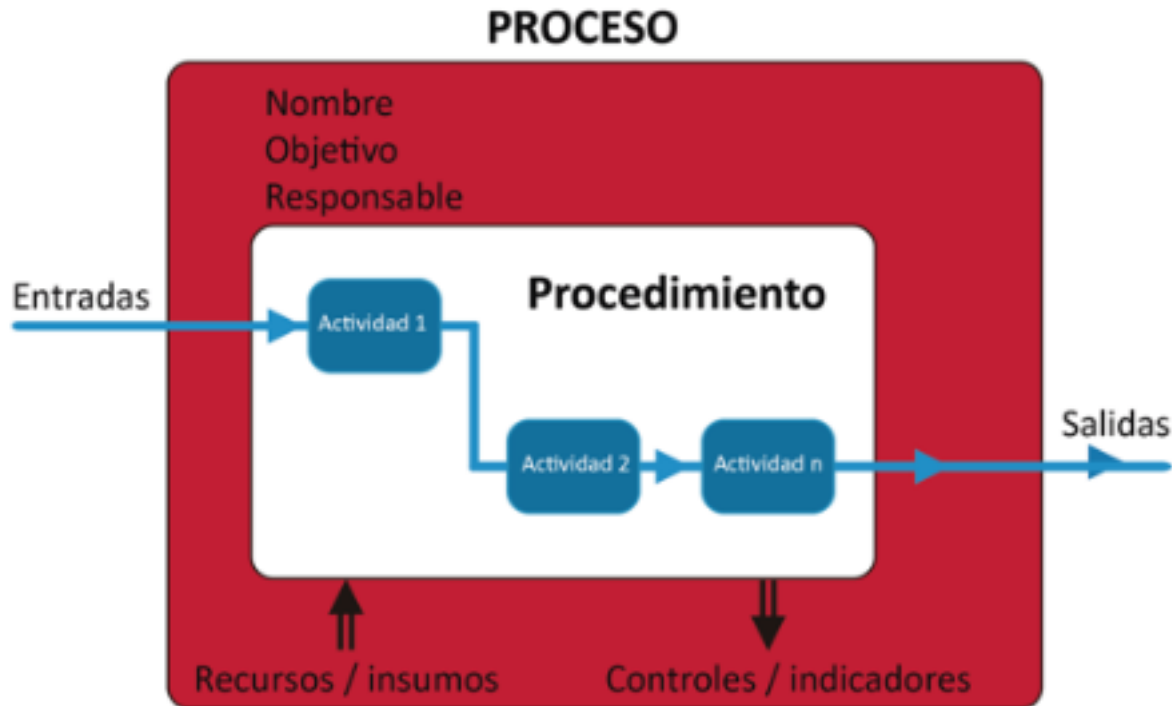 PROCESO
Nombre
Objetivo
Responsable
Entradas
Procedimiento
Actividad 1
Actividad 2
Actividad n
Salidas
Recursos / insumos
Controles / indicadores